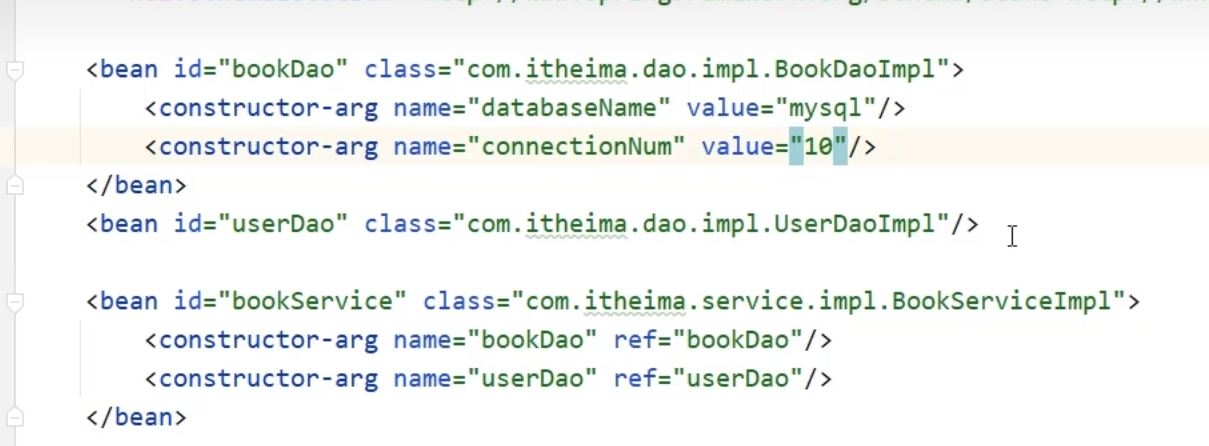 <bean id="bookDao" class="com.itheima.dao.impl.BookDaoImpl">
<constructor-arg name="databaseName" value="mysql"/>
<constructor-arg name="connectionNum" value="10"/>
</bean>
<bean id="userDao" class="com.itheima.dao.impl.UserDaoImpl"/>
<bean id="bookService" class="com.itheima.service.impl.BookServiceImpl">
<constructor-arg name="bookDao" ref="bookDao"/>
<constructor-arg name="userDao" ref="userDao"/>
</bean>